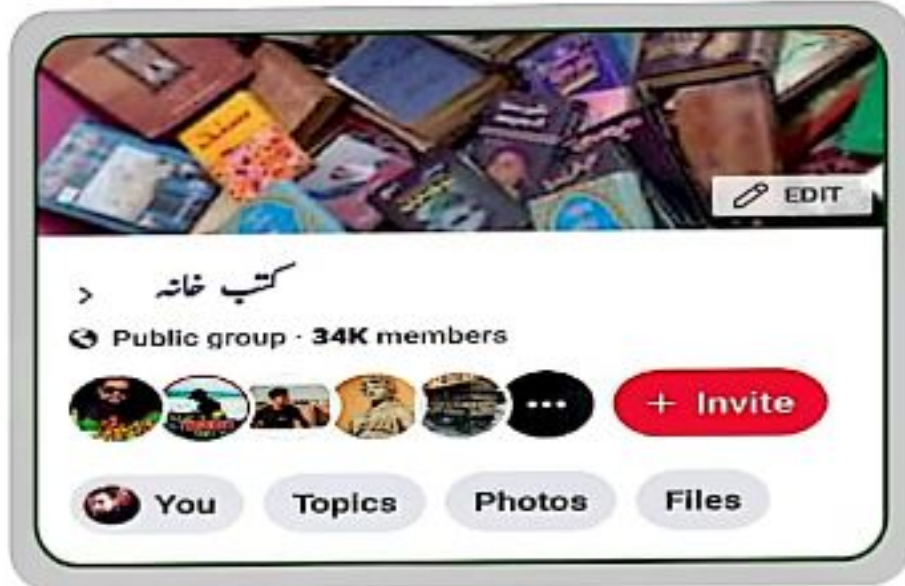 EDIT
کتب خانہ
Public group · 34K members
+ Invite
You
Topics
Photos
Files